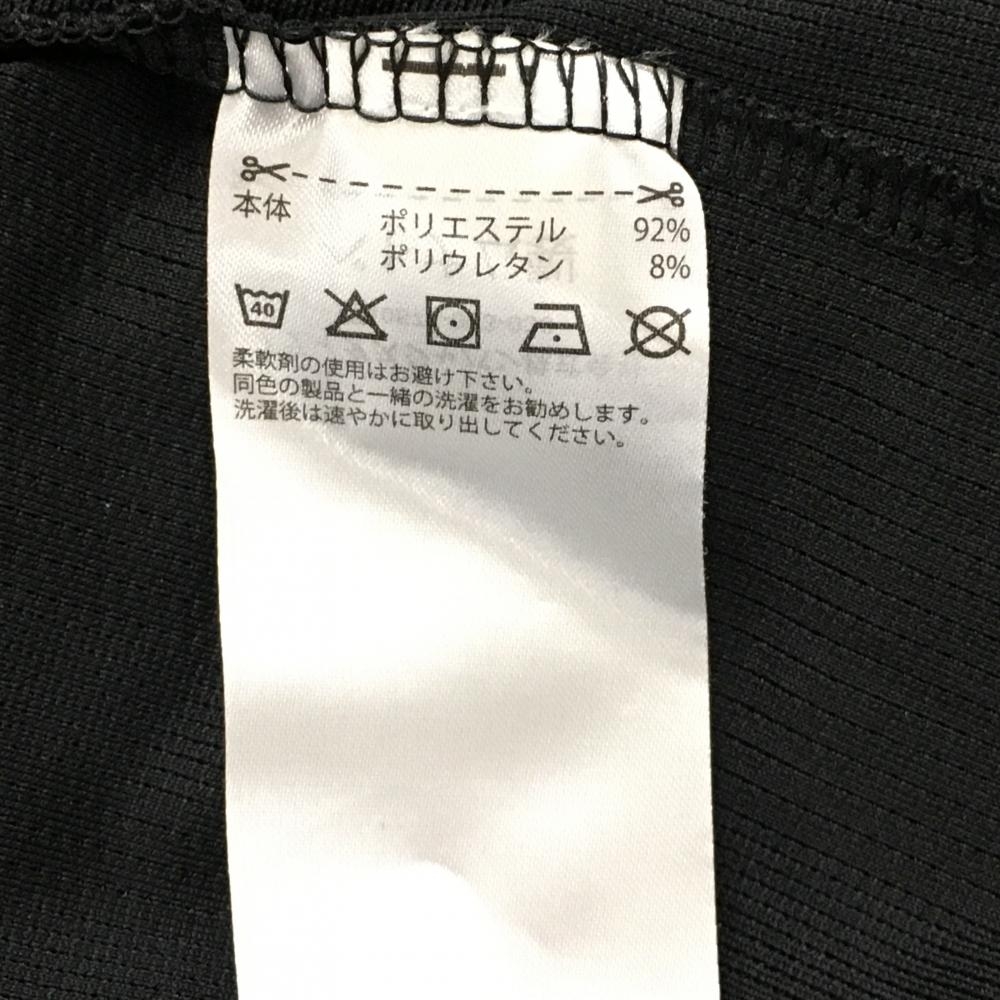 本体
ポリエステル 92%
ポリウレタン 8%
40
柔軟剤の使用はお避け下さい。
同色の製品と一緒の洗濯をお勧めします。
洗濯後は速やかに取り出してください。